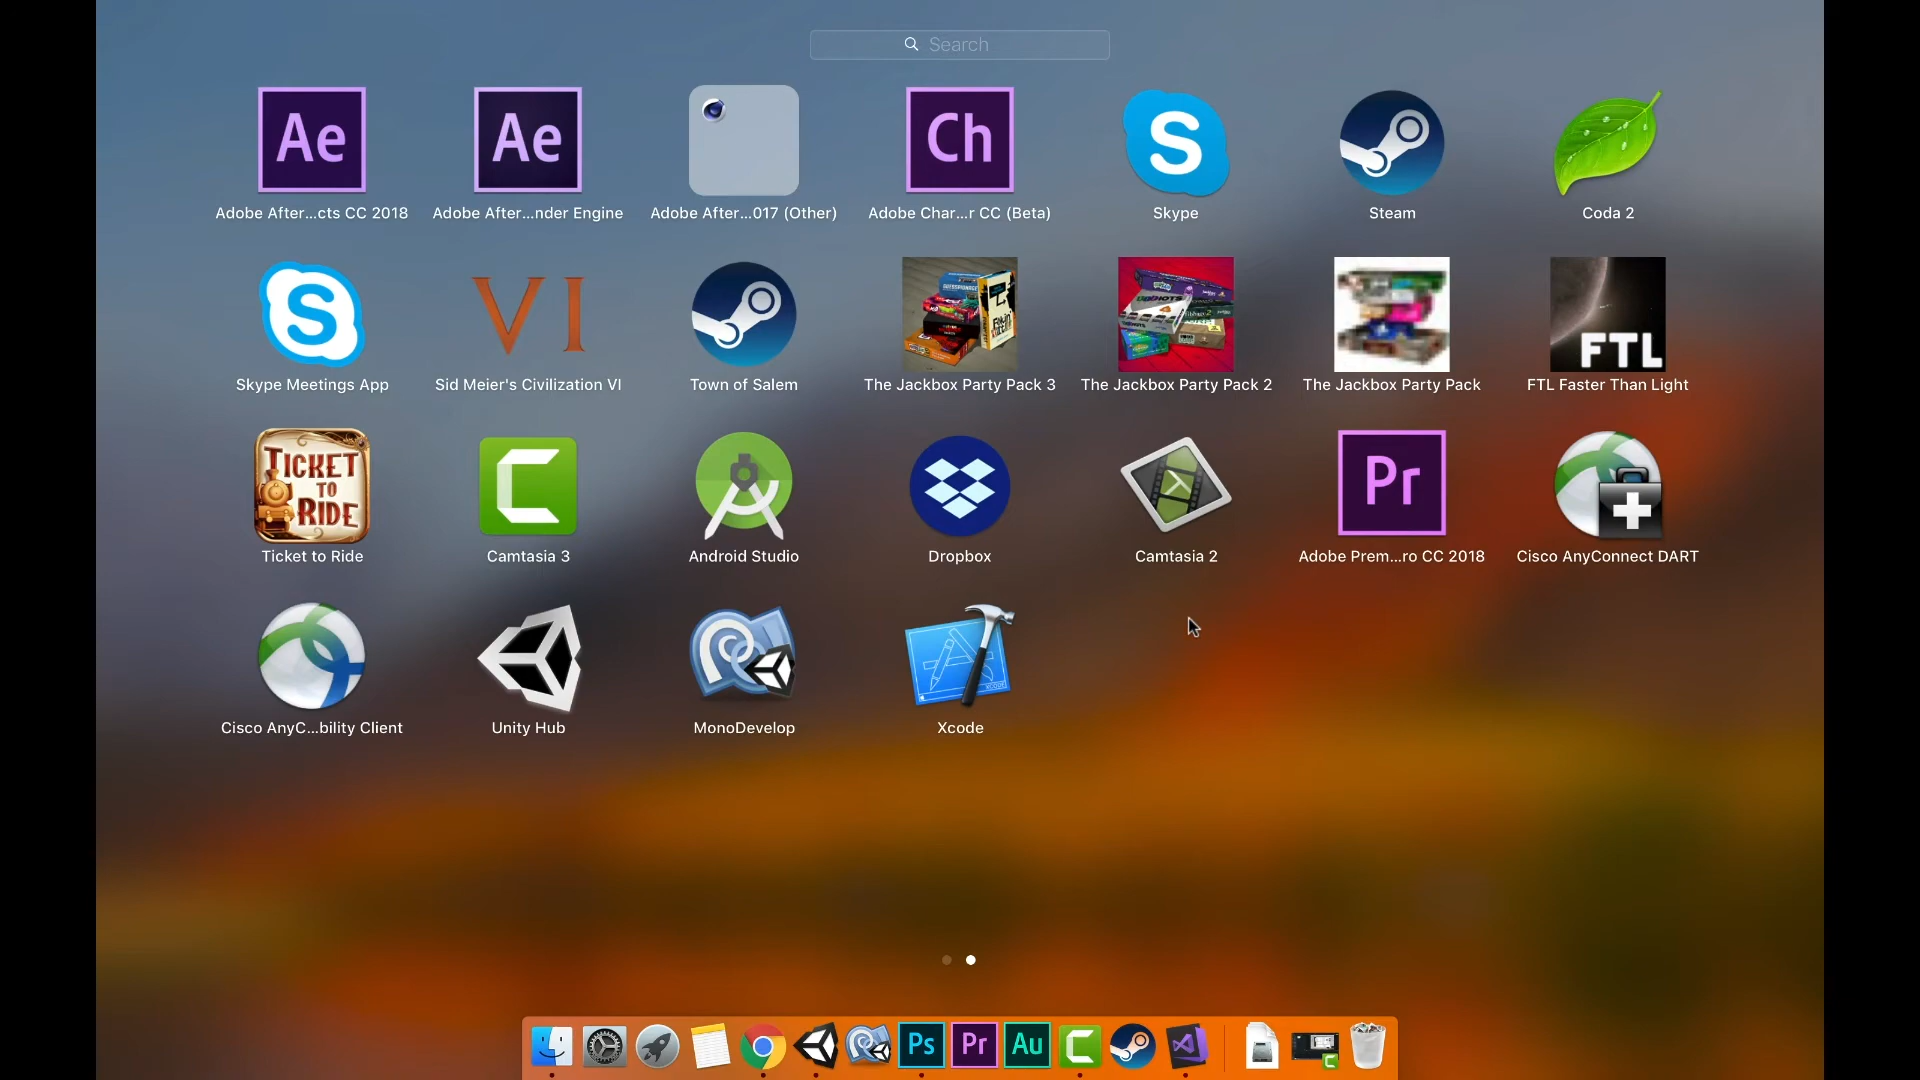 Search
Ae
Ae
Ch
S
Adobe After...cts CC 2018
Adobe After...nder Engine
Adobe After...017 (Other)
Adobe Char...r CC (Beta)
Skype
Steam
Coda 2
S
VI
FTL
Skype Meetings App
Sid Meier's Civilization VI
Town of Salem
The Jackbox Party Pack 3
The Jackbox Party Pack 2
The Jackbox Party Pack
FTL Faster Than Light
TICKET
TO
RIDE
C
Pr
Ticket to Ride
Camtasia 3
Android Studio
Dropbox
Camtasia 2
Adobe Prem...ro CC 2018
Cisco AnyConnect DART
Cisco AnyC...bility Client
Unity Hub
MonoDevelop
Xcode
Ps
Pr
Au
C